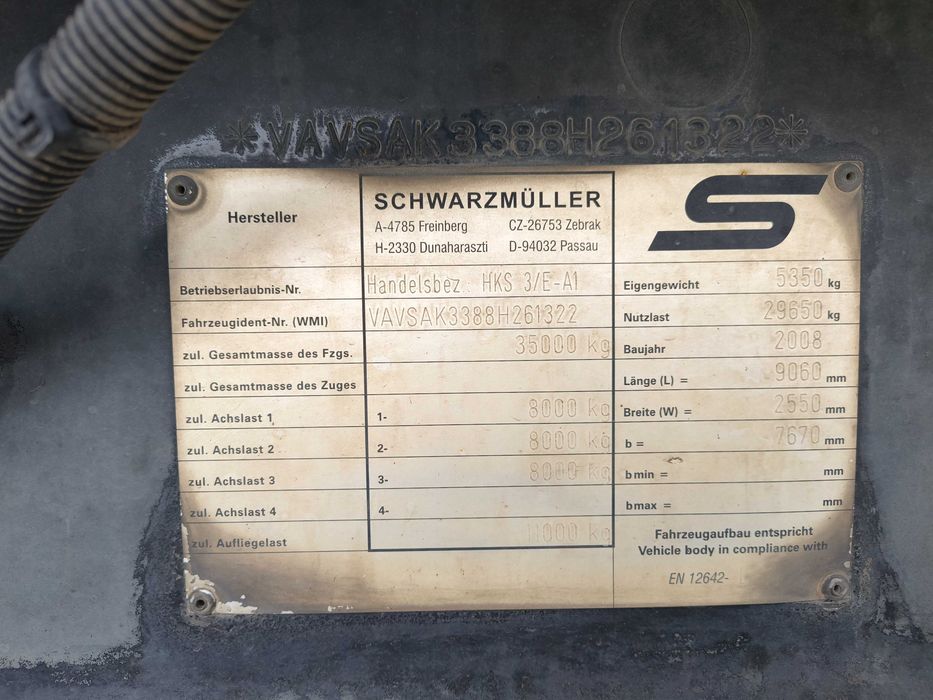 *VAVSAK3388H261322*
Hersteller
SCHWARZMÜLLER
A-4785 Freinberg CZ-26753 Zebrak
H-2330 Dunaharaszti D-94032 Passau
S
Betriebserlaubnis-Nr. Handelsbez.: HKS 3/E-A1
Fahrzeugident-Nr. (WMI) VAVSAK3388H261322
zul. Gesamtmasse des Fzgs. 35000 kg
zul. Gesamtmasse des Zuges
zul. Achslast 1 1- 8000 kg
zul. Achslast 2 2- 8000 kg
zul. Achslast 3 3- 8000 kg
zul. Achslast 4 4-
zul. Aufliegelast 11000 kg
Eigengewicht 5350 kg
Nutzlast 29650 kg
Baujahr 2008
Länge (L) = 9060 mm
Breite (W) = 2550 mm
b = 7670 mm
bmin = mm
bmax = mm
Fahrzeugaufbau entspricht
Vehicle body in compliance with
EN 12642-